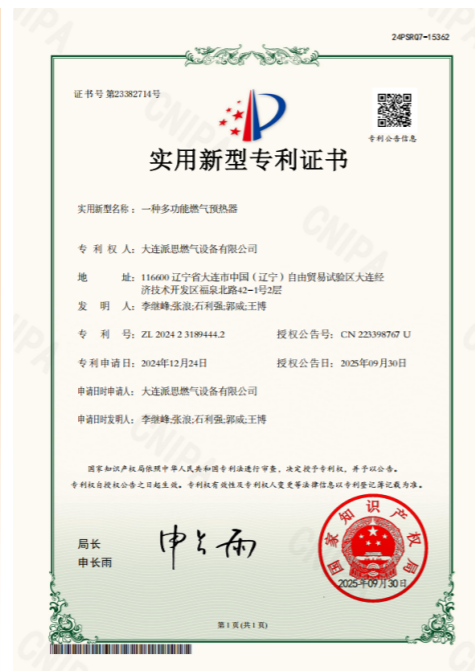 24PSRQ7-15362
证书号 第23382714号
专利公告信息
实用新型专利证书
实用新型名称：一种多功能燃气预热器
专利权人：大连派思燃气设备有限公司
地址：116600 辽宁省大连市中国（辽宁）自由贸易试验区大连经
济技术开发区福泉北路42-1号2层
发明人：李继峰;张浪;石利强;郭威;王博
专利号：ZL 2024 2 3189444.2 授权公告号：CN 223398767 U
专利申请日：2024年12月24日 授权公告日：2025年09月30日
申请日时申请人：大连派思燃气设备有限公司
申请日时发明人：李继峰;张浪;石利强;郭威;王博
国家知识产权局依照中华人民共和国专利法进行审查，决定授予专利权，并予以公告。
专利权自授权公告之日起生效。专利权有效性及专利权人变更等法律信息以专利登记簿记载为准。
局长
申长雨
申长雨
国家知识产权局
2025年09月30日
第 1 页 (共 1 页)
CNIPA